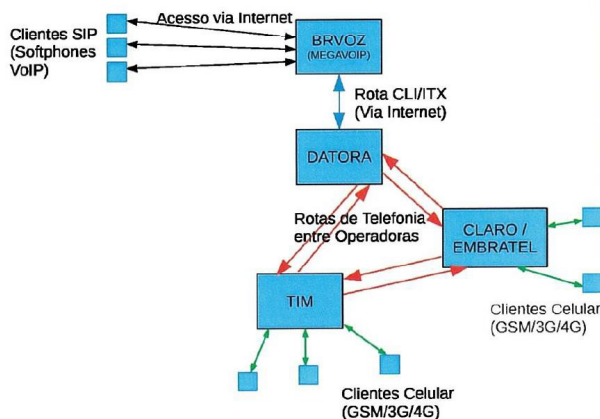 Acesso via Internet
Clientes SIP
(Softphones
VoIP)
BRVOZ
(MEGAVOIP)
Rota CLI/ITX
(Via Internet)
DATORA
Rotas de Telefonia
entre Operadoras
CLARO /
EMBRATEL
TIM
Clientes Celular
(GSM/3G/4G)
Clientes Celular
(GSM/3G/4G)